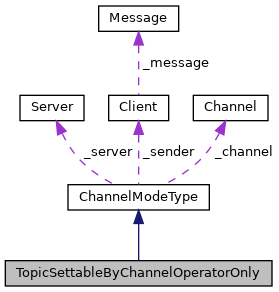 Message
_message
Server
Client
Channel
_server
_sender
_channel
ChannelModeType
TopicSettableByChannelOperatorOnly